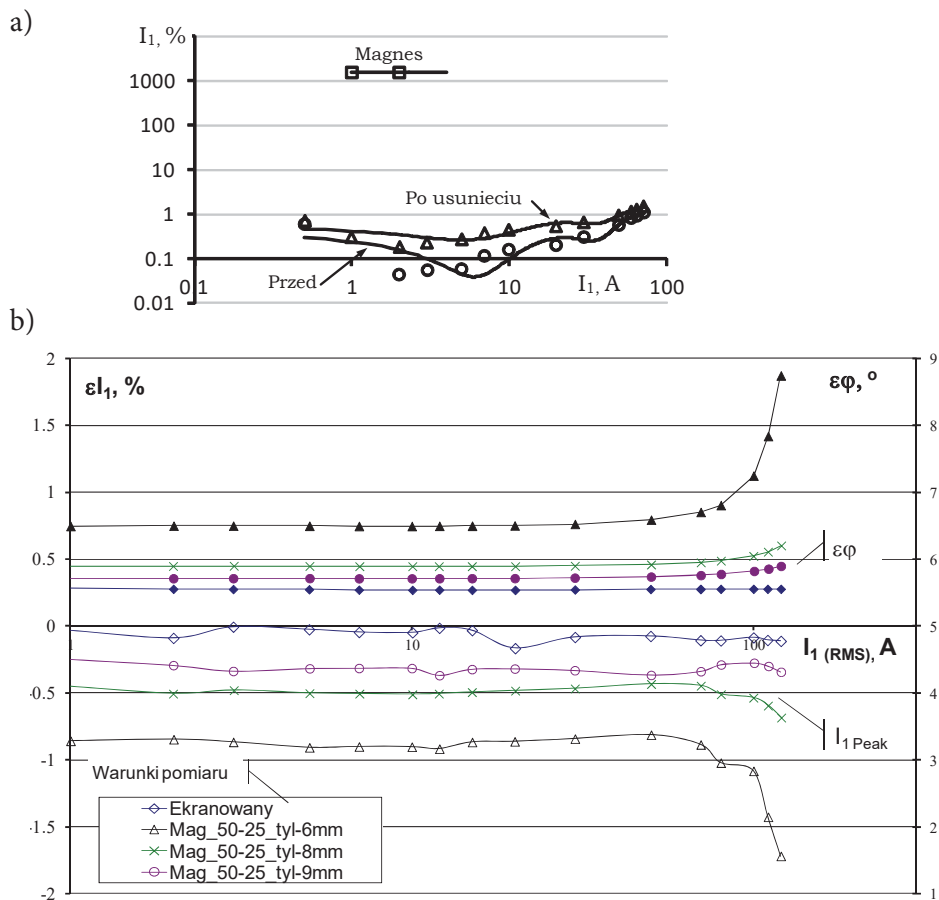 a)
I1, %
Magnes
1000
100
10
Po usunieciu
1
0.1
Przed
I1, A
0.01
0 1
1
10
100
b)
2
9
εI1, %
εφ, °
1.5
8
1
7
0.5
6
εφ
0
5
1
10
100
I1 (RMS), A
-0.5
4
I1 Peak
-1
3
Warunki pomiaru
Ekranowany
Mag_50-25_tyl-6mm
-1.5
2
Mag_50-25_tyl-8mm
Mag_50-25_tyl-9mm
-2
1